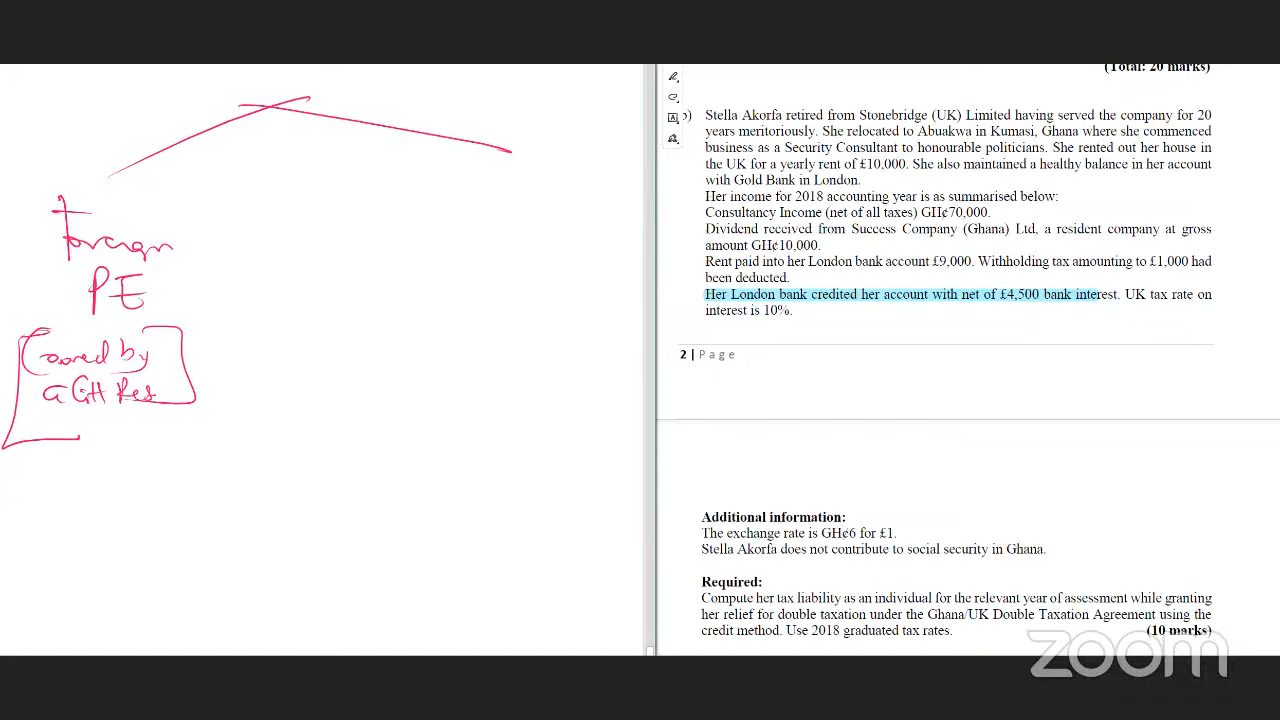 Foreign
PE
(owned by
a GH Res
(Total: 20 marks)
b) Stella Akorfa retired from Stonebridge (UK) Limited having served the company for 20
years meritoriously. She relocated to Abuakwa in Kumasi, Ghana where she commenced
business as a Security Consultant to honourable politicians. She rented out her house in
the UK for a yearly rent of £10,000. She also maintained a healthy balance in her account
with Gold Bank in London.
Her income for 2018 accounting year is as summarised below:
Consultancy Income (net of all taxes) GH¢70,000.
Dividend received from Success Company (Ghana) Ltd, a resident company at gross
amount GH¢10,000.
Rent paid into her London bank account £9,000. Withholding tax amounting to £1,000 had
been deducted.
Her London bank credited her account with net of £4,500 bank interest. UK tax rate on
interest is 10%.
2 | Page
Additional information:
The exchange rate is GH¢6 for £1.
Stella Akorfa does not contribute to social security in Ghana.
Required:
Compute her tax liability as an individual for the relevant year of assessment while granting
her relief for double taxation under the Ghana/UK Double Taxation Agreement using the
credit method. Use 2018 graduated tax rates. (10 marks)
zoom